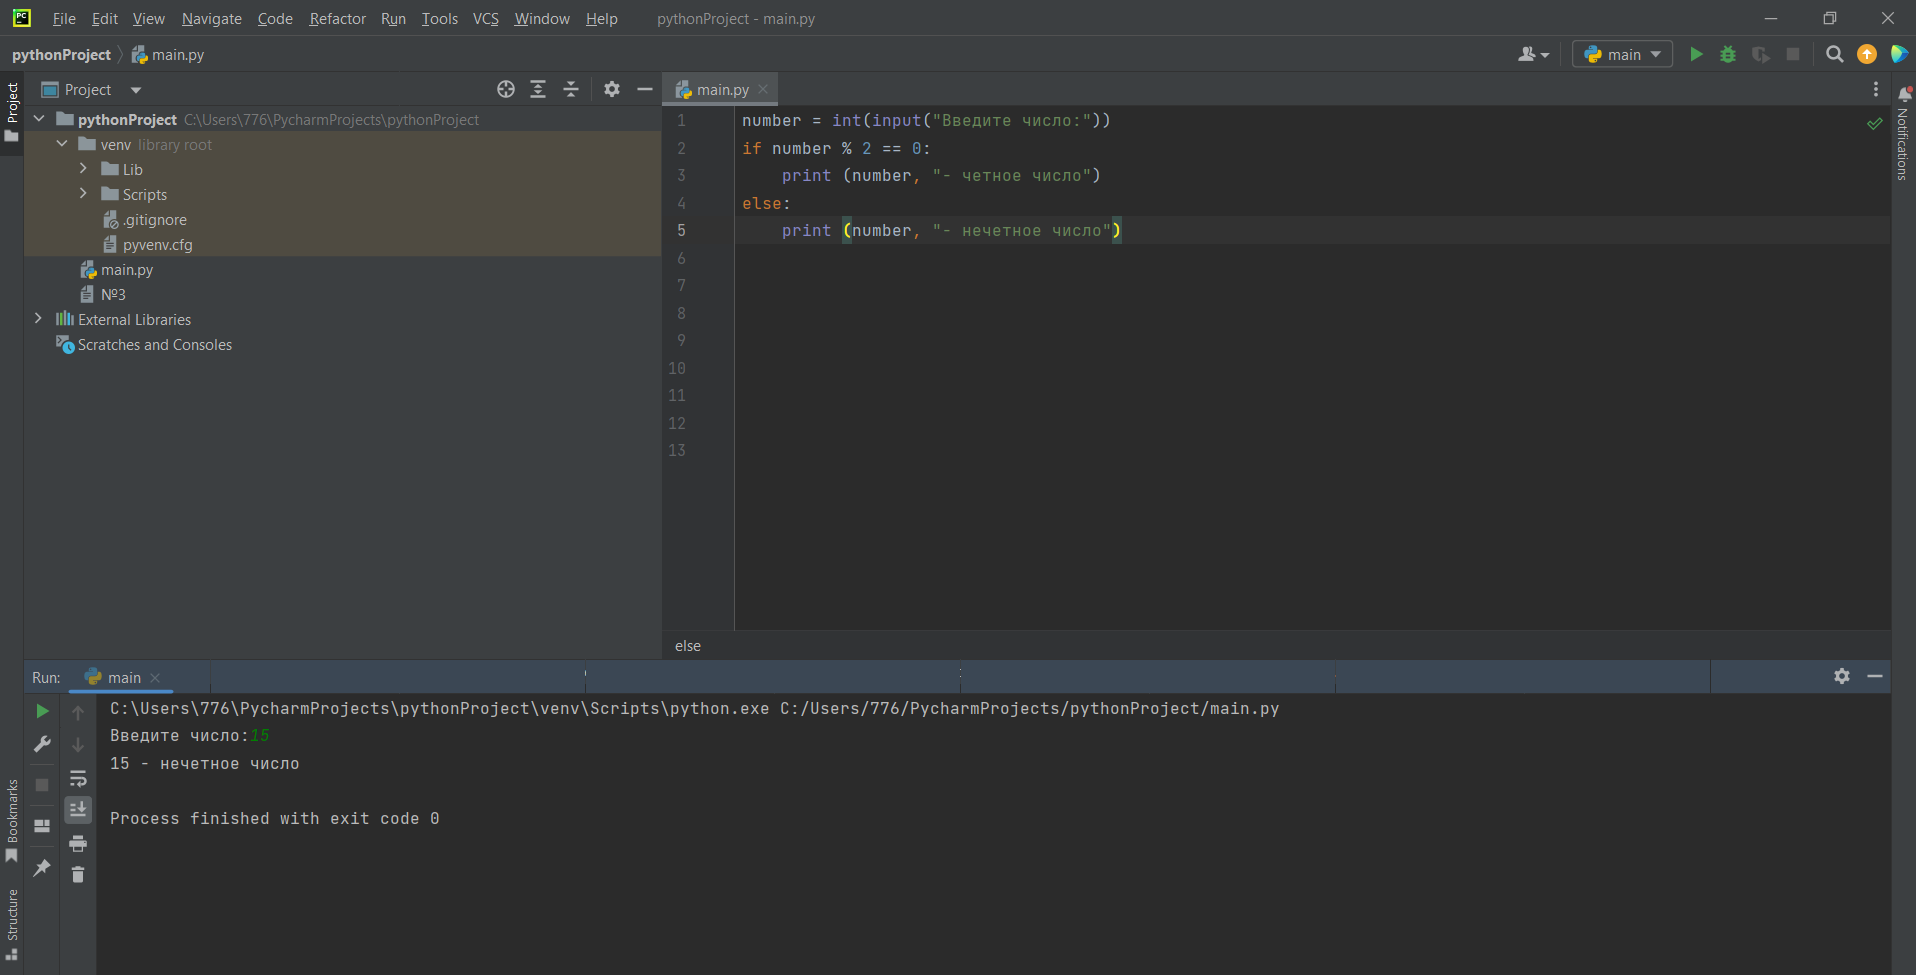 PC File Edit View Navigate Code Refactor Run Tools VCS Window Help pythonProject - main.py
pythonProject main.py main
Project
Project
main.py
Notifications
pythonProject C:\Users\776\PycharmProjects\pythonProject
venv library root
Lib
Scripts
.gitignore
pyvenv.cfg
main.py
№3
External Libraries
Scratches and Consoles
1 number = int(input("Введите число:"))
2 if number % 2 == 0:
3 print (number, "- четное число")
4 else:
5 print (number, "- нечетное число")
6
7
8
9
10
11
12
13
else
Run: main
C:\Users\776\PycharmProjects\pythonProject\venv\Scripts\python.exe C:/Users/776/PycharmProjects/pythonProject/main.py
Введите число:15
15 - нечетное число
Process finished with exit code 0
Bookmarks
Structure